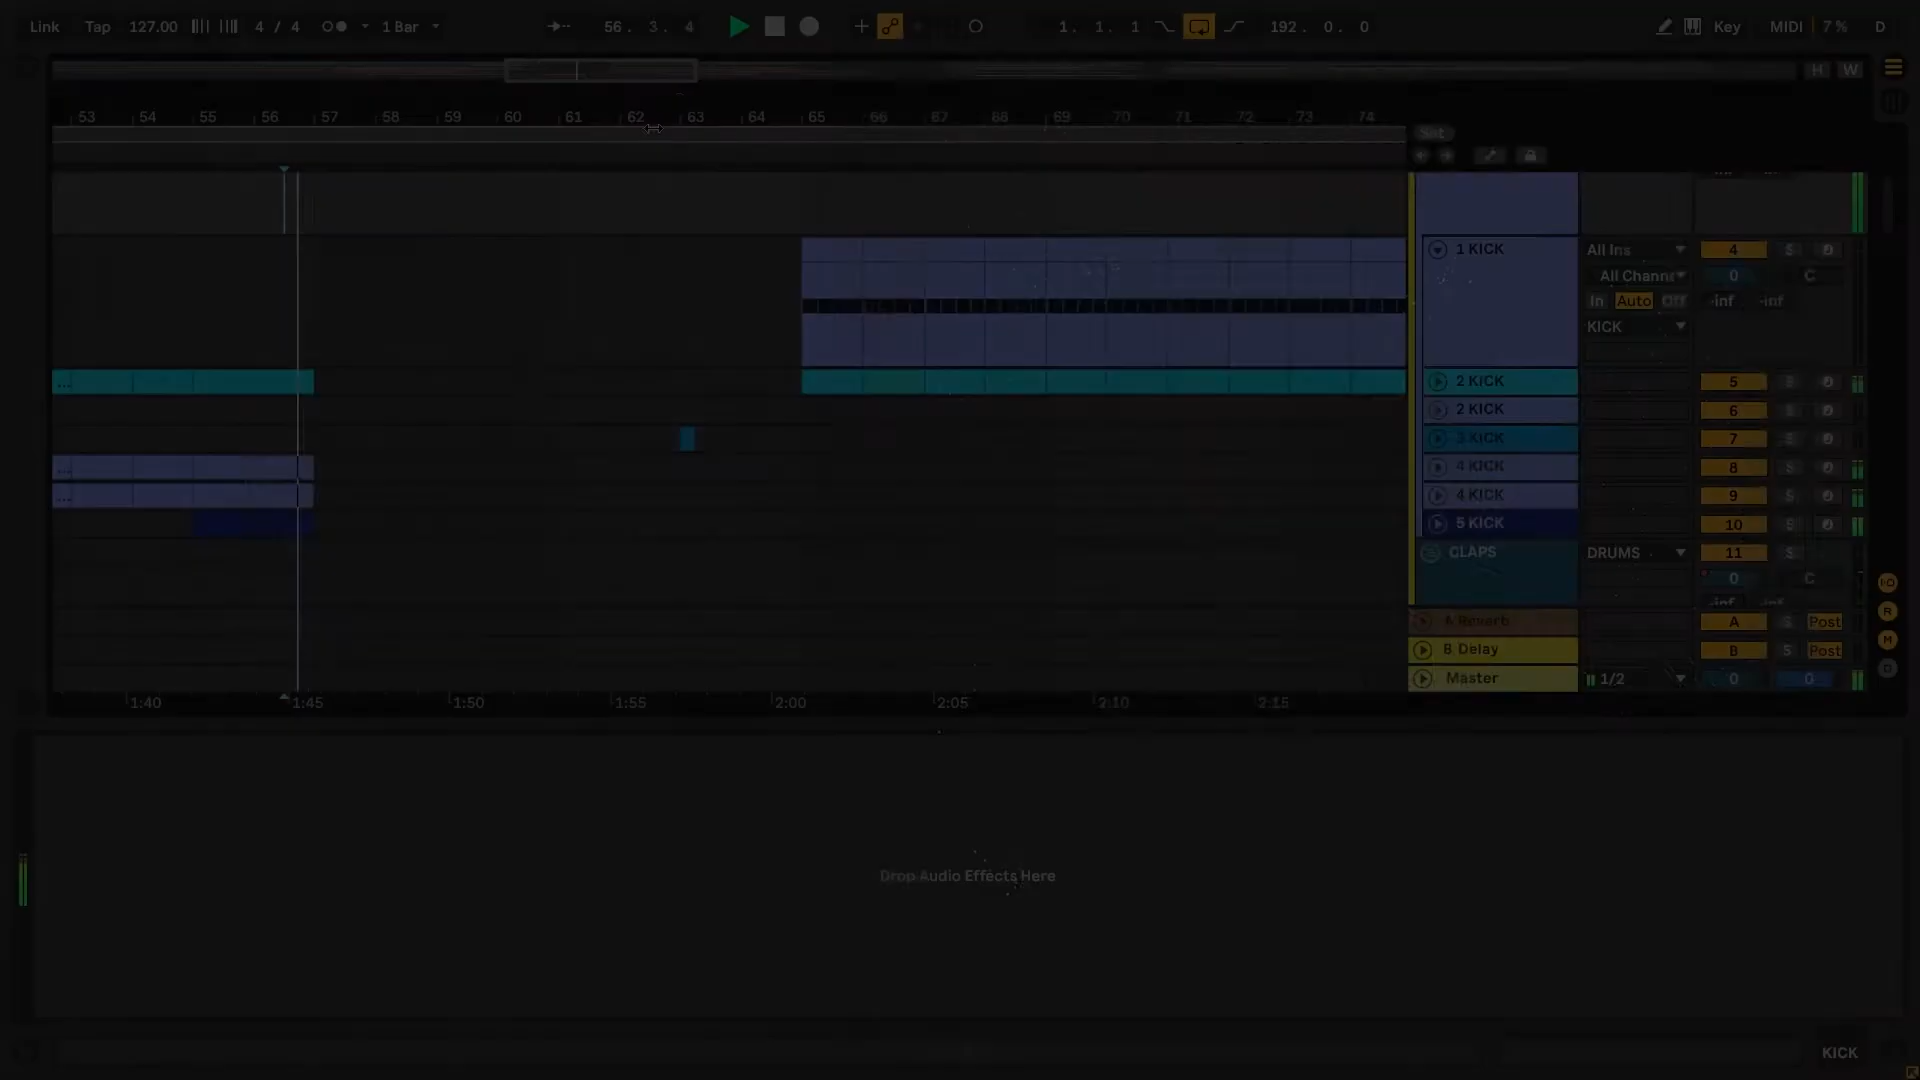 Link Tap 127.00 4 / 4 1 Bar 56. 3. 4 1. 1. 1 192. 0. 0 Key MIDI 7 % D
H W
53 54 55 56 57 58 59 60 61 62 63 64 65 66 67 68 69 70 71 72 73 74
Set
1 KICK All Ins 4 S
All Channe 0 C
In Auto Off -inf -inf
KICK
2 KICK 5 S
2 KICK 6 S
3 KICK 7 S
4 KICK 8 S
4 KICK 9 S
5 KICK 10 S
CLAPS DRUMS 11 S
0 C
-inf -inf
A Reverb A S Post
B Delay B S Post
Master 1/2 0 0
I·O
R
M
D
1:40 1:45 1:50 1:55 2:00 2:05 2:10 2:15
Drop Audio Effects Here
KICK